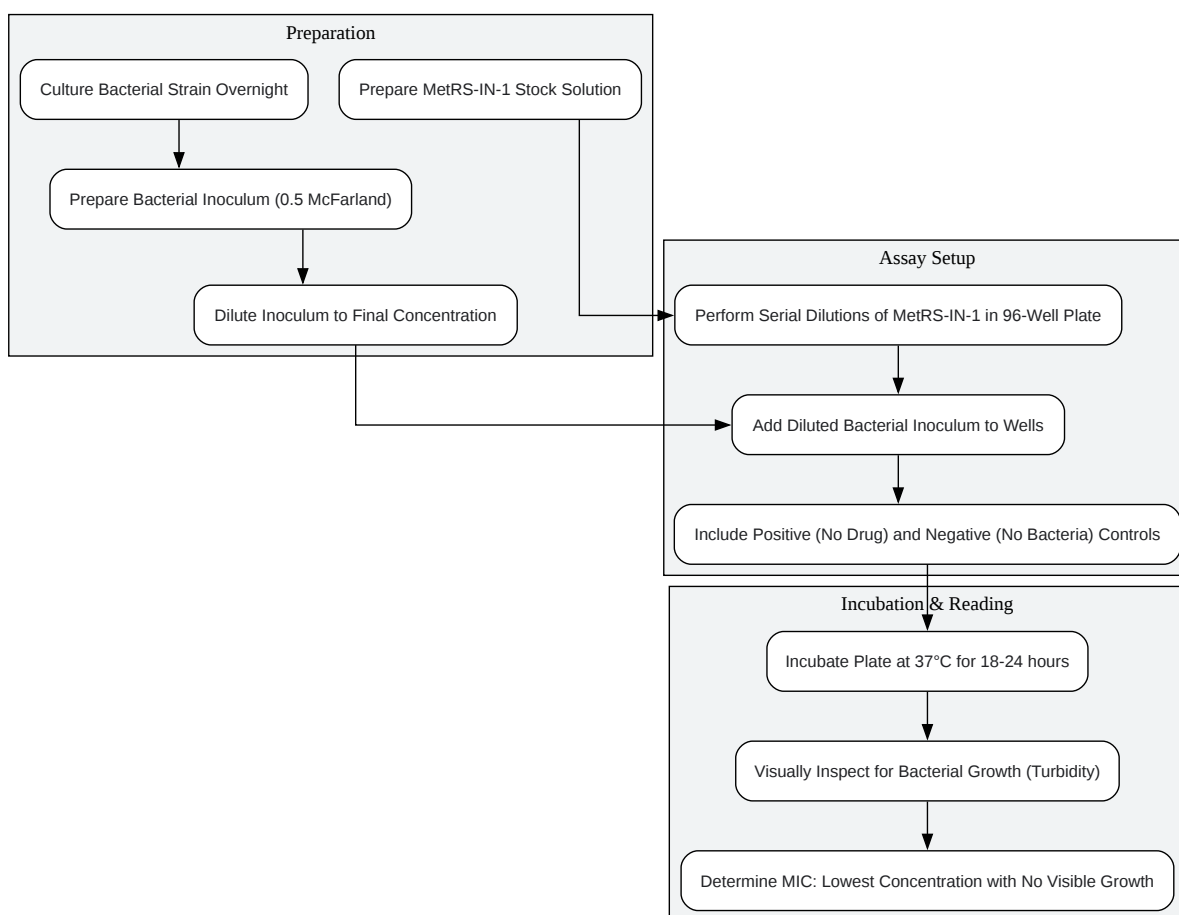 Preparation
Culture Bacterial Strain Overnight
Prepare MetRS-IN-1 Stock Solution
Prepare Bacterial Inoculum (0.5 McFarland)
Dilute Inoculum to Final Concentration
Assay Setup
Perform Serial Dilutions of MetRS-IN-1 in 96-Well Plate
Add Diluted Bacterial Inoculum to Wells
Include Positive (No Drug) and Negative (No Bacteria) Controls
Incubation & Reading
Incubate Plate at 37°C for 18-24 hours
Visually Inspect for Bacterial Growth (Turbidity)
Determine MIC: Lowest Concentration with No Visible Growth